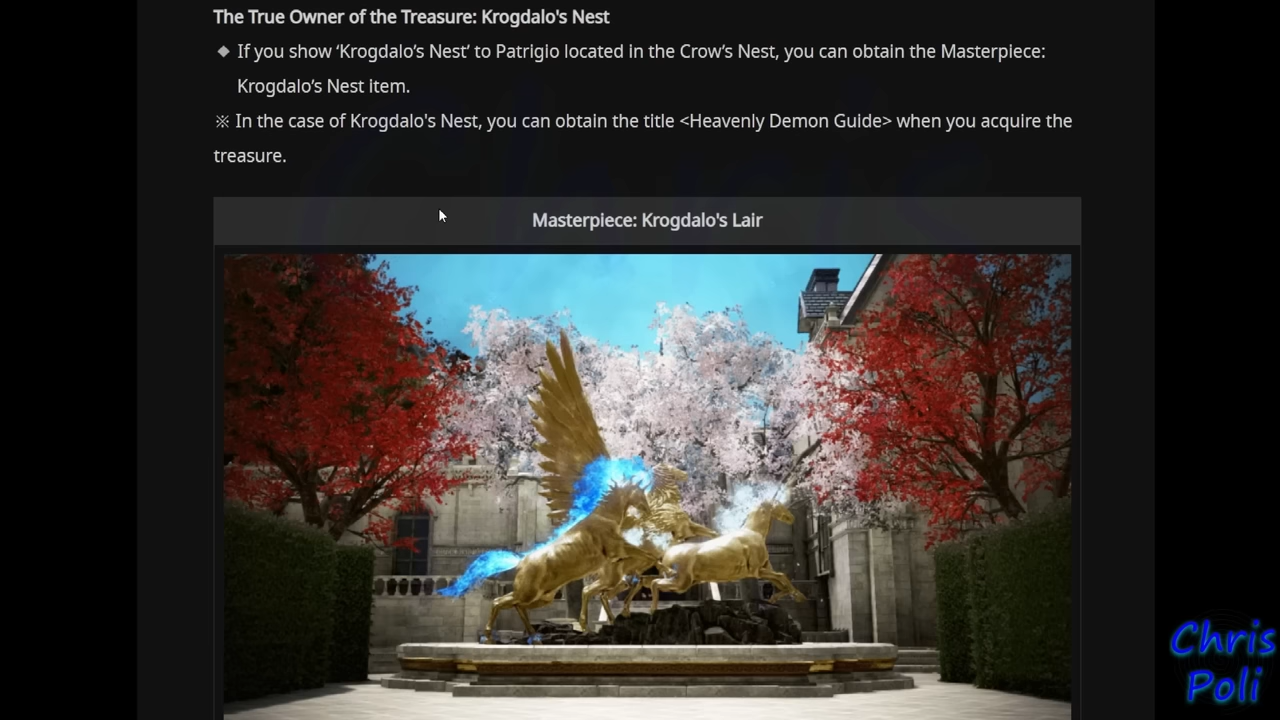 The True Owner of the Treasure: Krogdalo's Nest
◆ If you show ‘Krogdalo’s Nest’ to Patrigio located in the Crow’s Nest, you can obtain the Masterpiece:
Krogdalo’s Nest item.
※ In the case of Krogdalo's Nest, you can obtain the title <Heavenly Demon Guide> when you acquire the
treasure.
Masterpiece: Krogdalo's Lair
Chris
Poli